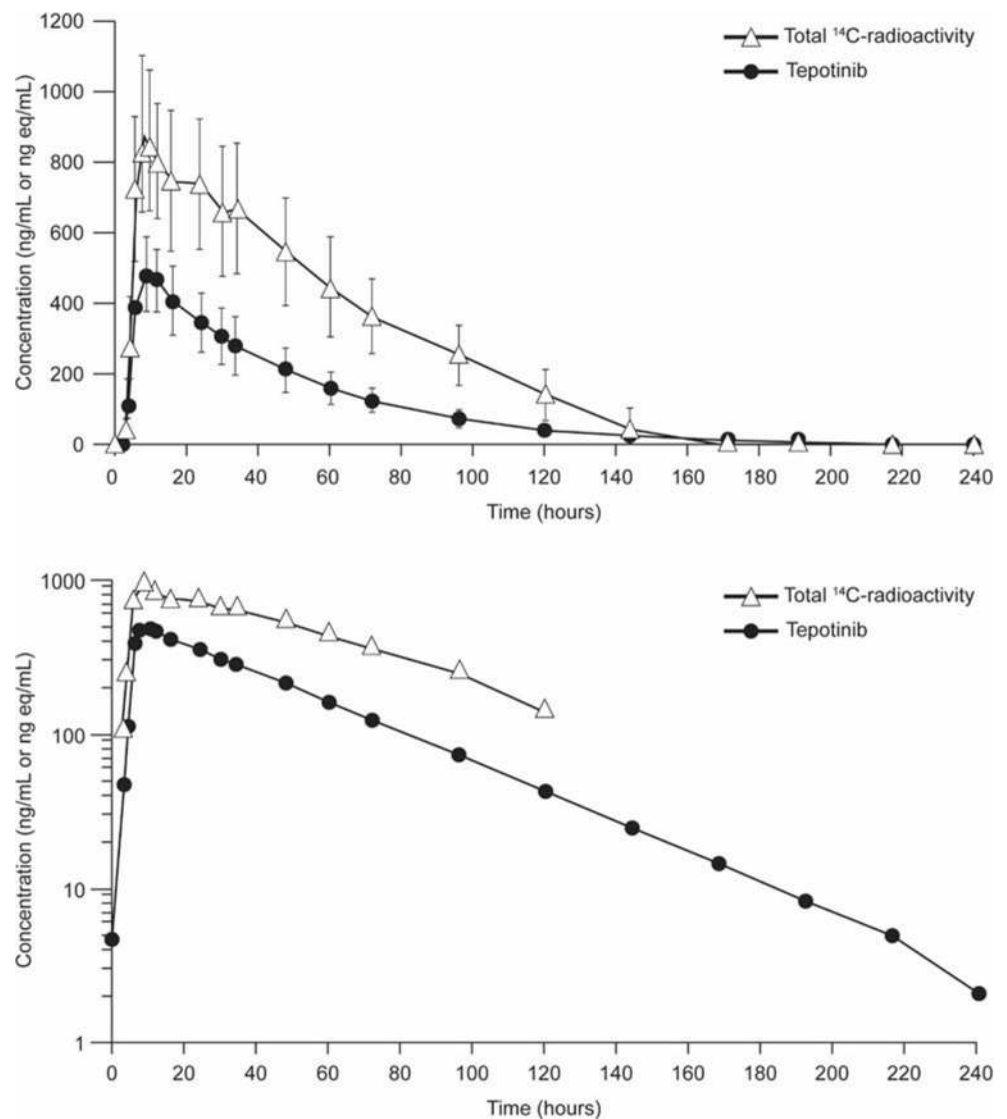 1200
1000
800
600
400
200
0
Concentration (ng/mL or ng eq/mL)
Total ¹⁴C-radioactivity
Tepotinib
0 20 40 60 80 100 120 140 160 180 200 220 240
Time (hours)
1000
100
10
1
Concentration (ng/mL or ng eq/mL)
Total ¹⁴C-radioactivity
Tepotinib
0 20 40 60 80 100 120 140 160 180 200 220 240
Time (hours)